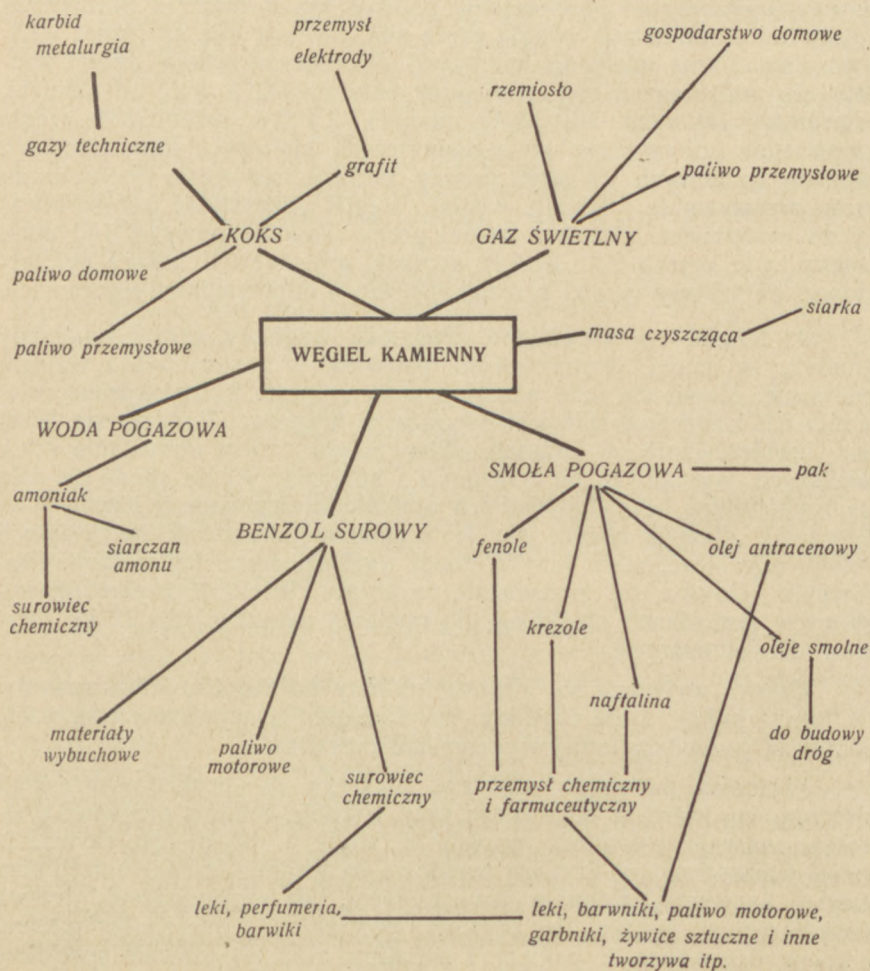 karbid
metalurgia
przemysł
elektrody
gospodarstwo domowe
rzemiosło
gazy techniczne
grafit
paliwo przemysłowe
KOKS
GAZ ŚWIETLNY
paliwo domowe
paliwo przemysłowe
WĘGIEL KAMIENNY
masa czyszcząca
siarka
WODA POGAZOWA
SMOŁA POGAZOWA
pak
amoniak
siarczan
amonu
surowiec
chemiczny
BENZOL SUROWY
fenole
olej antracenowy
krezole
oleje smolne
naftalina
do budowy
dróg
materiały
wybuchowe
paliwo
motorowe
surowiec
chemiczny
przemysł chemiczny
i farmaceutyczny
leki, perfumeria,
barwiki
leki, barwniki, paliwo motorowe,
garbniki, żywice sztuczne i inne
tworzywa itp.